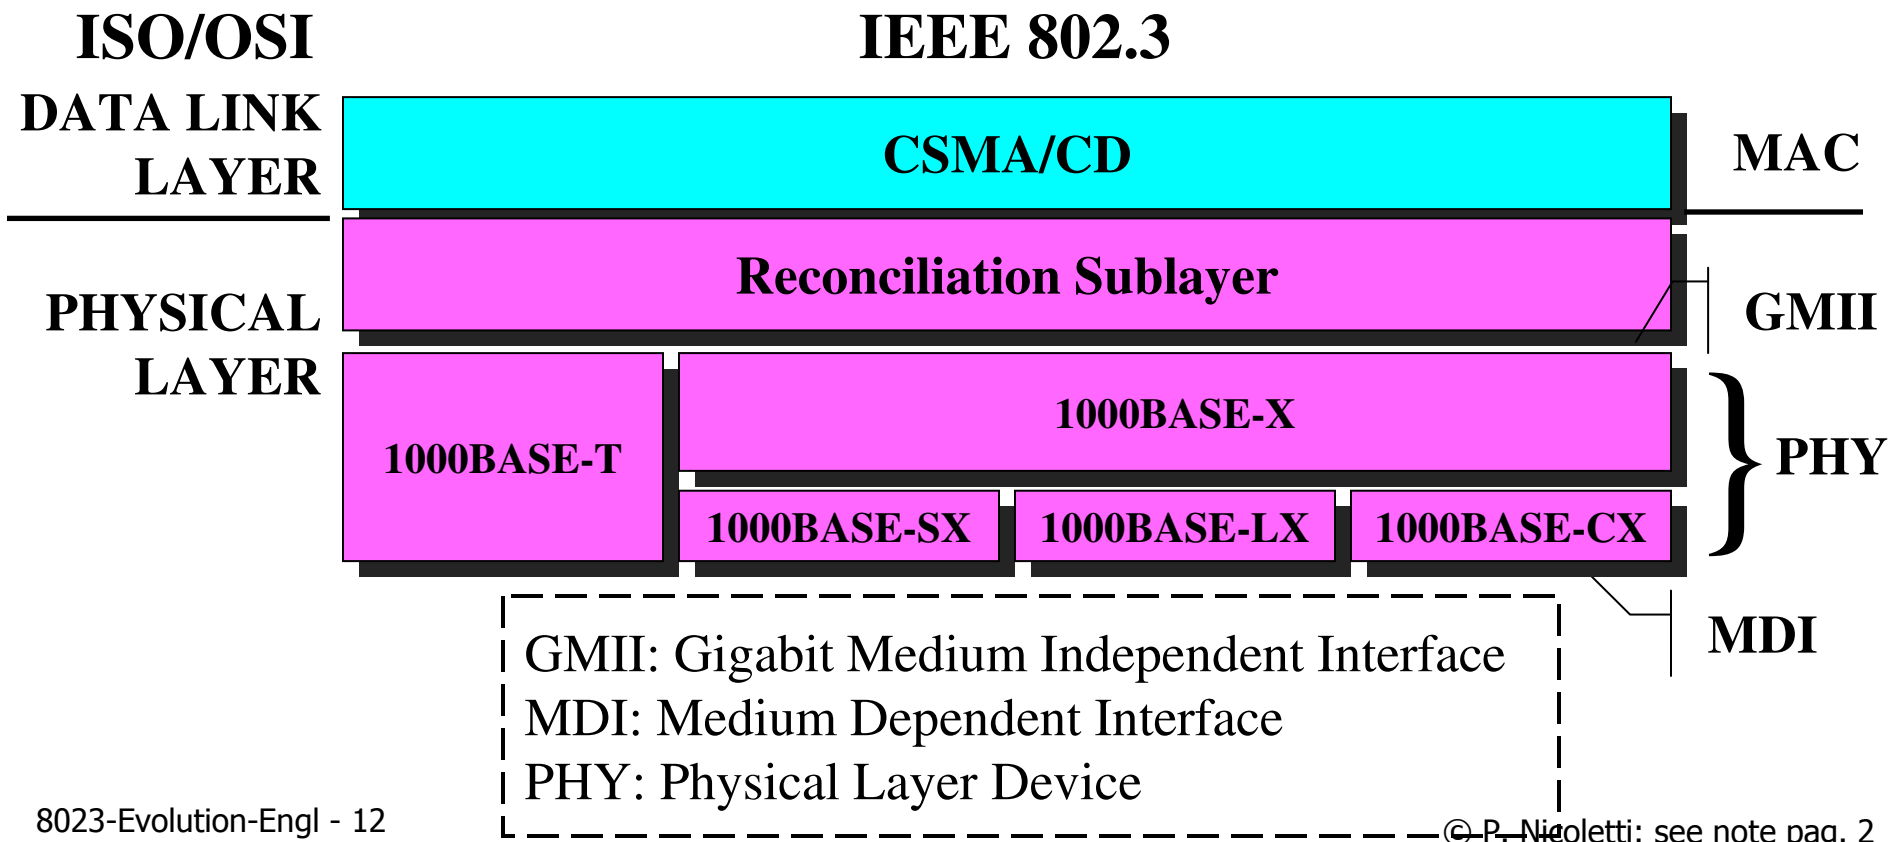 ISO/OSI
IEEE 802.3
DATA LINK
LAYER
CSMA/CD
MAC
Reconciliation Sublayer
PHYSICAL
LAYER
GMII
1000BASE-T
1000BASE-X
PHY
1000BASE-SX
1000BASE-LX
1000BASE-CX
MDI
GMII: Gigabit Medium Independent Interface
MDI: Medium Dependent Interface
PHY: Physical Layer Device
8023-Evolution-Engl - 12
© P. Nicoletti: see note pag. 2